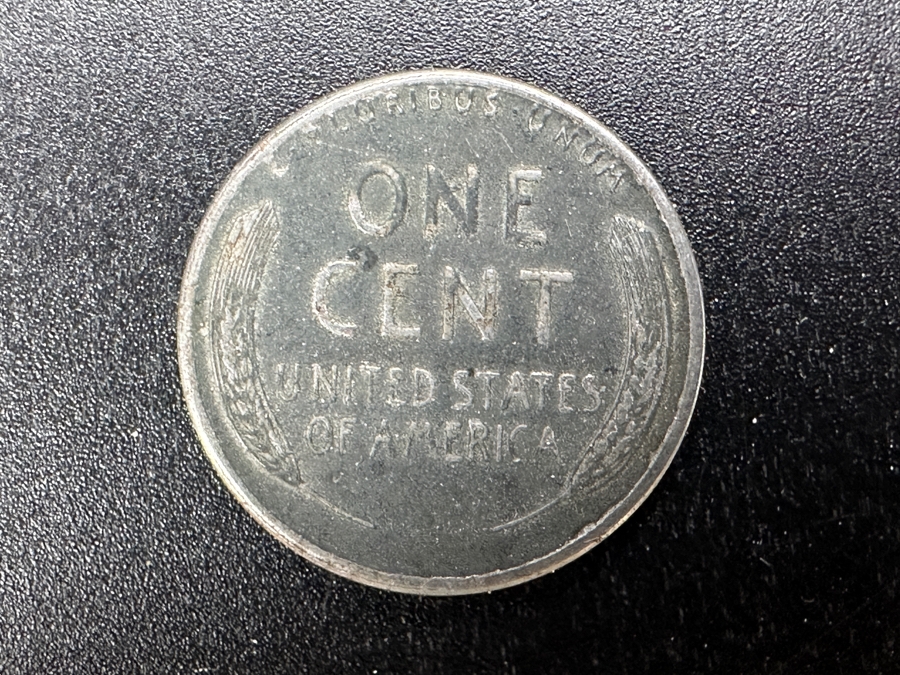 E PLURIBUS · UNUM
ONE
CENT
UNITED STATES
OF AMERICA